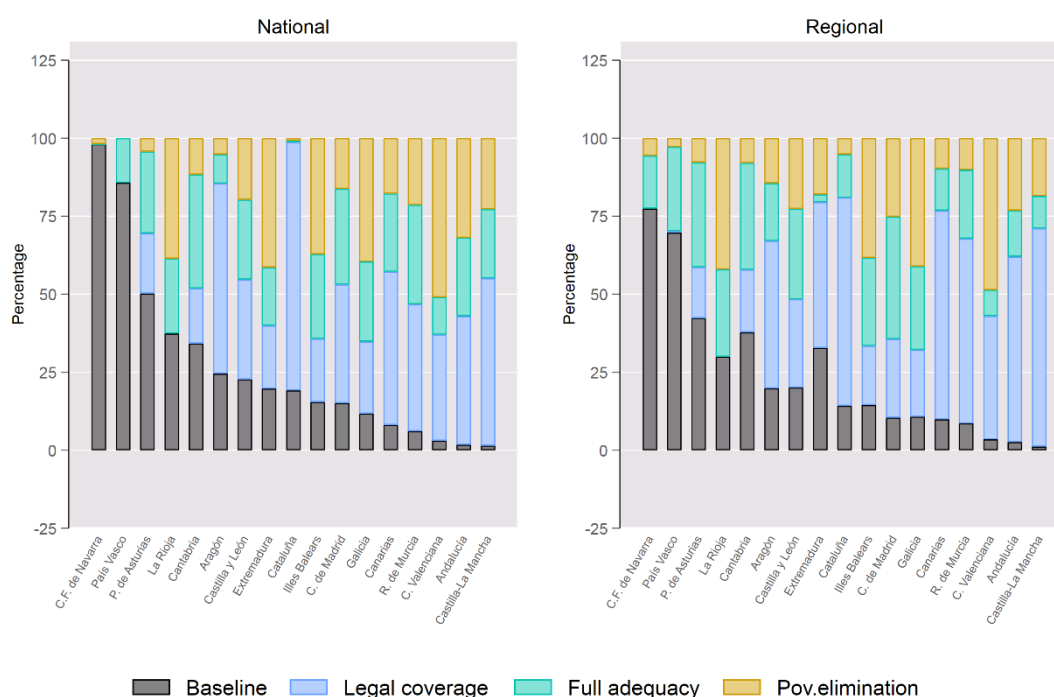 National
Regional
Percentage
125
100
75
50
25
0
-25
C.F. de Navarra
País Vasco
P. de Asturias
La Rioja
Cantabria
Aragón
Castilla y León
Extremadura
Cataluña
Illes Balears
C. de Madrid
Galicia
Canarias
R. de Murcia
C. Valenciana
Andalucia
Castilla-La Mancha
Percentage
125
100
75
50
25
0
-25
C.F. de Navarra
País Vasco
P. de Asturias
La Rioja
Cantabria
Aragón
Castilla y León
Extremadura
Cataluña
Illes Balears
C. de Madrid
Galicia
Canarias
R. de Murcia
C. Valenciana
Andalucia
Castilla-La Mancha
Baseline Legal coverage Full adequacy Pov.elimination